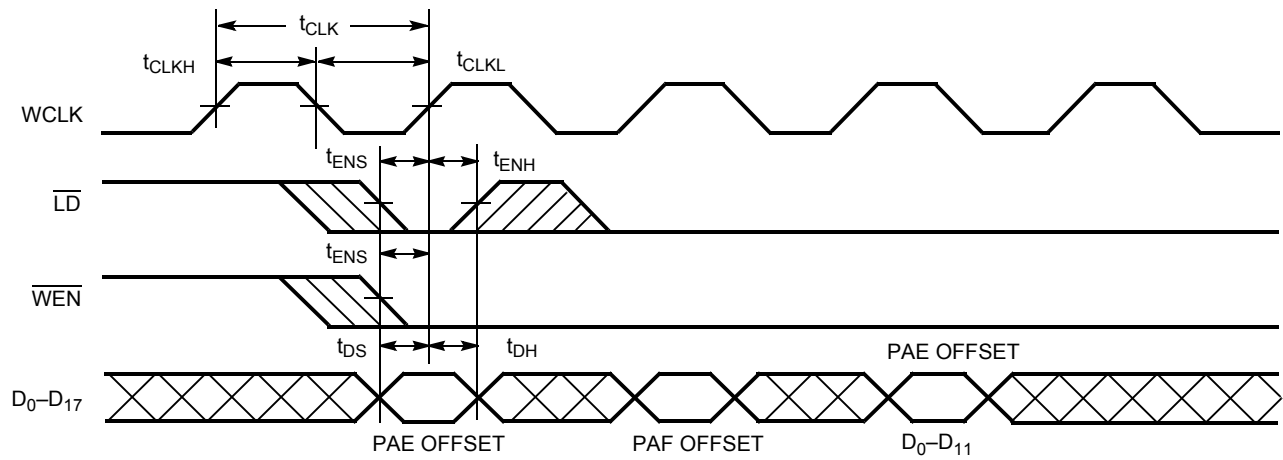 tCLK
tCLKH
tCLKL
WCLK
tENS
tENH
LD
tENS
WEN
tDS
tDH
PAE OFFSET
D0–D17
PAE OFFSET
PAF OFFSET
D0–D11